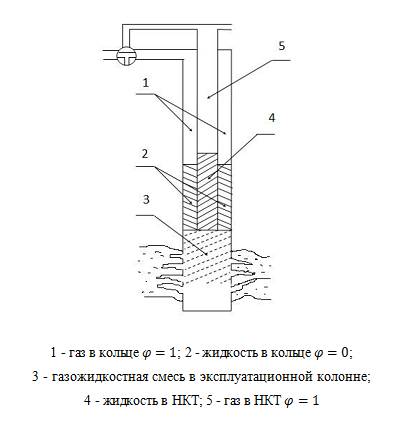 5
1
4
2
3
1 - газ в кольце φ = 1; 2 - жидкость в кольце φ = 0;
3 - газожидкостная смесь в эксплуатационной колонне;
4 - жидкость в НКТ; 5 - газ в НКТ φ = 1